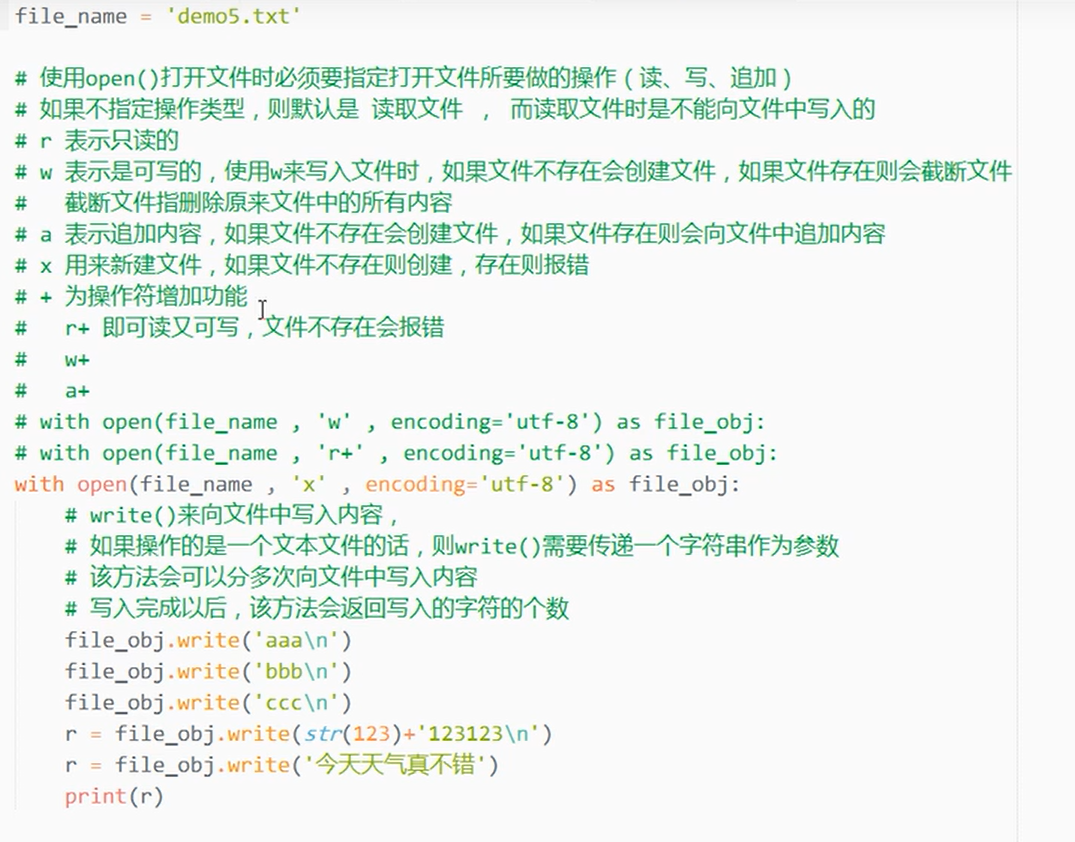 file_name = 'demo5.txt'
# 使用open()打开文件时必须要指定打开文件所要做的操作（读、写、追加）
# 如果不指定操作类型，则默认是 读取文件 ， 而读取文件时是不能向文件中写入的
# r 表示只读的
# w 表示是可写的，使用w来写入文件时，如果文件不存在会创建文件，如果文件存在则会截断文件
#   截断文件指删除原来文件中的所有内容
# a 表示追加内容，如果文件不存在会创建文件，如果文件存在则会向文件中追加内容
# x 用来新建文件，如果文件不存在则创建，存在则报错
# + 为操作符增加功能
#   r+ 即可读又可写，文件不存在会报错
#   w+
#   a+
# with open(file_name , 'w' , encoding='utf-8') as file_obj:
# with open(file_name , 'r+' , encoding='utf-8') as file_obj:
with open(file_name , 'x' , encoding='utf-8') as file_obj:
    # write()来向文件中写入内容，
    # 如果操作的是一个文本文件的话，则write()需要传递一个字符串作为参数
    # 该方法会可以分多次向文件中写入内容
    # 写入完成以后，该方法会返回写入的字符的个数
    file_obj.write('aaa\n')
    file_obj.write('bbb\n')
    file_obj.write('ccc\n')
    r = file_obj.write(str(123)+'123123\n')
    r = file_obj.write('今天天气真不错')
    print(r)